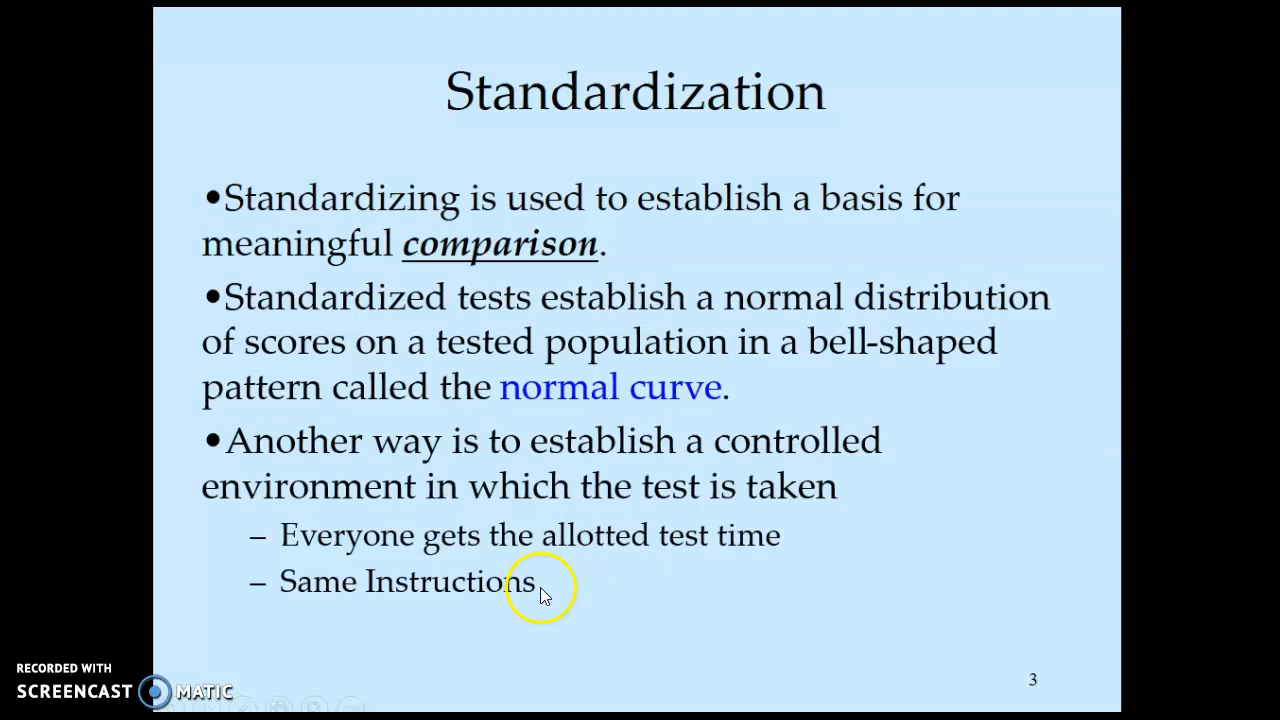 Standardization
•Standardizing is used to establish a basis for
meaningful comparison.
•Standardized tests establish a normal distribution
of scores on a tested population in a bell-shaped
pattern called the normal curve.
•Another way is to establish a controlled
environment in which the test is taken
– Everyone gets the allotted test time
– Same Instructions
3
RECORDED WITH
SCREENCAST MATIC